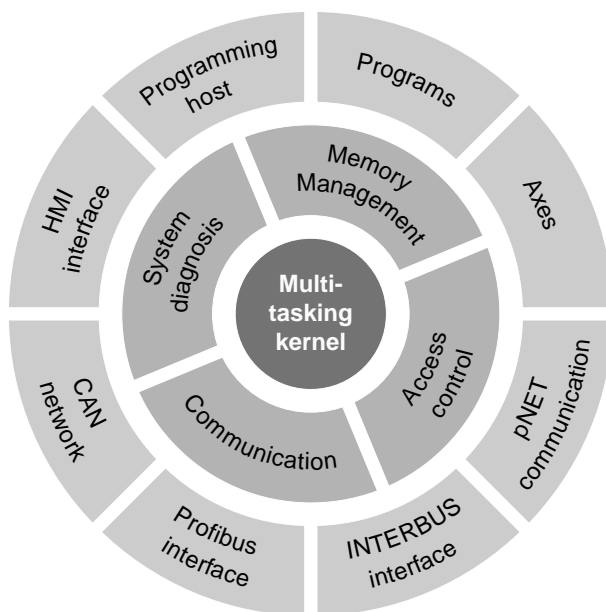 Programming
host
Programs
Axes
pNET
communication
INTERBUS
interface
Profibus
interface
CAN
network
HMI
interface
Memory
Management
Access
control
Communication
System
diagnosis
Multi-
tasking
kernel